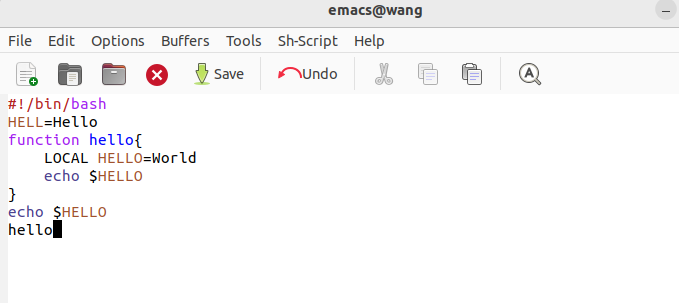 emacs@wang
File Edit Options Buffers Tools Sh-Script Help
Save Undo
#!/bin/bash
HELL=Hello
function hello{
    LOCAL HELLO=World
    echo $HELLO
}
echo $HELLO
hello